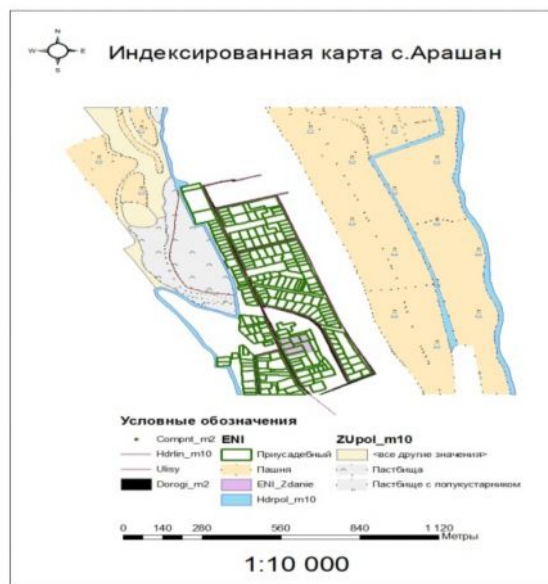 N
W E
S
Индексированная карта с.Арашан
Условные обозначения
Compnt_m2
Hdrlin_m10
Ulisy
Dorogi_m2
ENI
Приусадебный
Пашня
ENI_Zdanie
Hdrpol_m10
ZUpol_m10
<все другие значения>
Пастбища
Пастбище с полукустарником
0 140 280 560 840 1 120
Метры
1:10 000